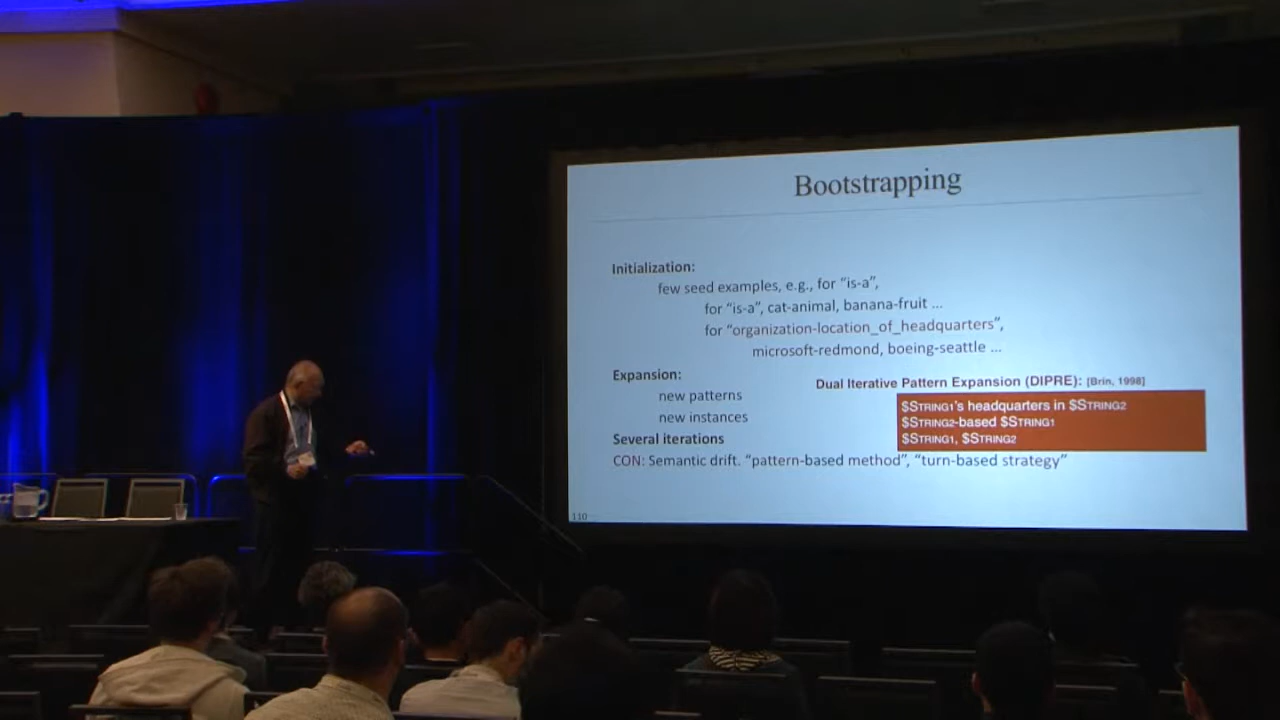 Bootstrapping
Initialization:
few seed examples, e.g., for “is-a”,
for “is-a”, cat-animal, banana-fruit ...
for “organization-location_of_headquarters”,
microsoft-redmond, boeing-seattle ...
Expansion:
new patterns
new instances
Dual Iterative Pattern Expansion (DIPRE): [Brin, 1998]
$STRING1's headquarters in $STRING2
$STRING2-based $STRING1
$STRING1, $STRING2
Several iterations
CON: Semantic drift. “pattern-based method”, “turn-based strategy”
110